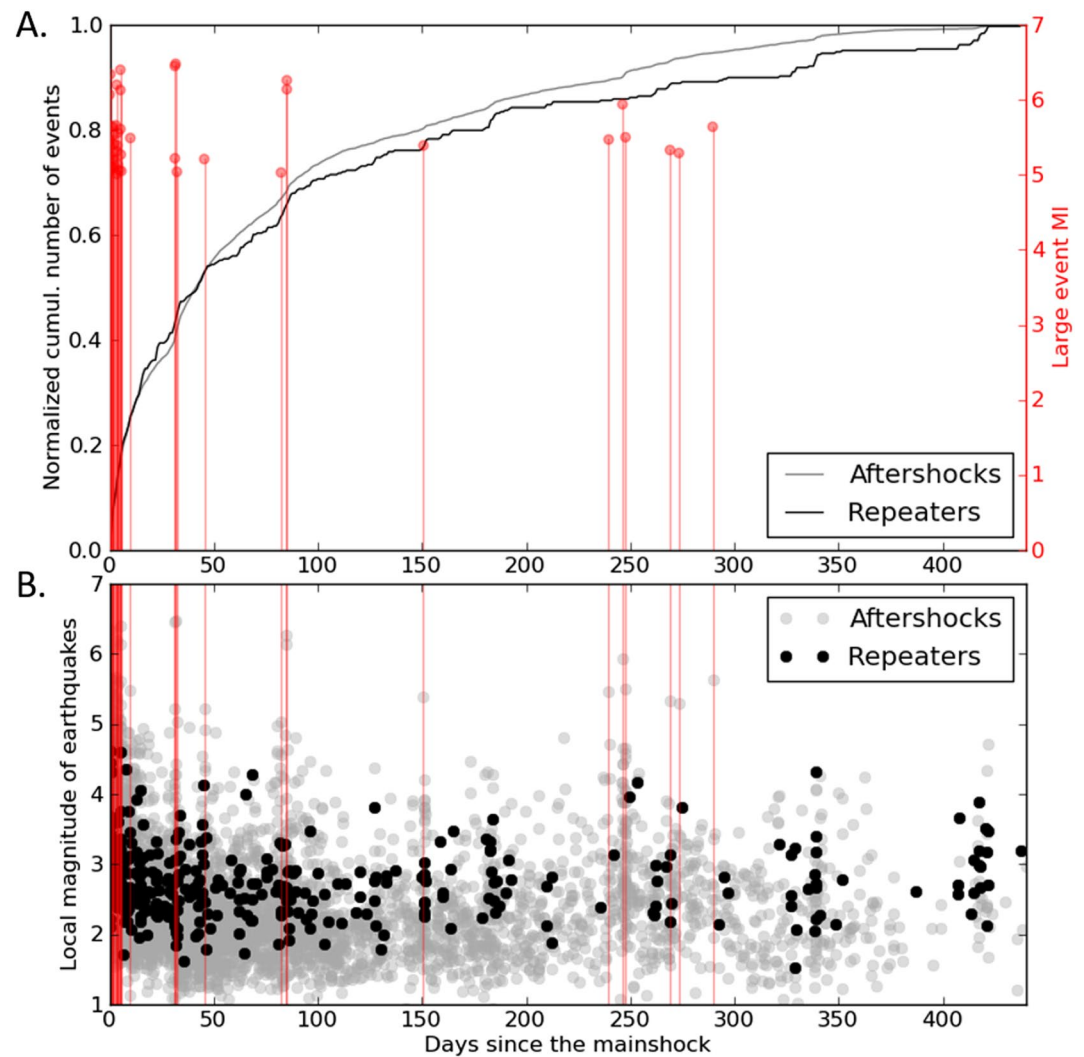 A.
Normalized cumul. number of events
1.0
0.8
0.6
0.4
0.2
0.0
7
6
5
4
3
2
1
0
Large event Ml
Aftershocks
Repeaters
0 50 100 150 200 250 300 350 400
B.
Local magnitude of earthquakes
7
6
5
4
3
2
1
Aftershocks
Repeaters
0 50 100 150 200 250 300 350 400
Days since the mainshock